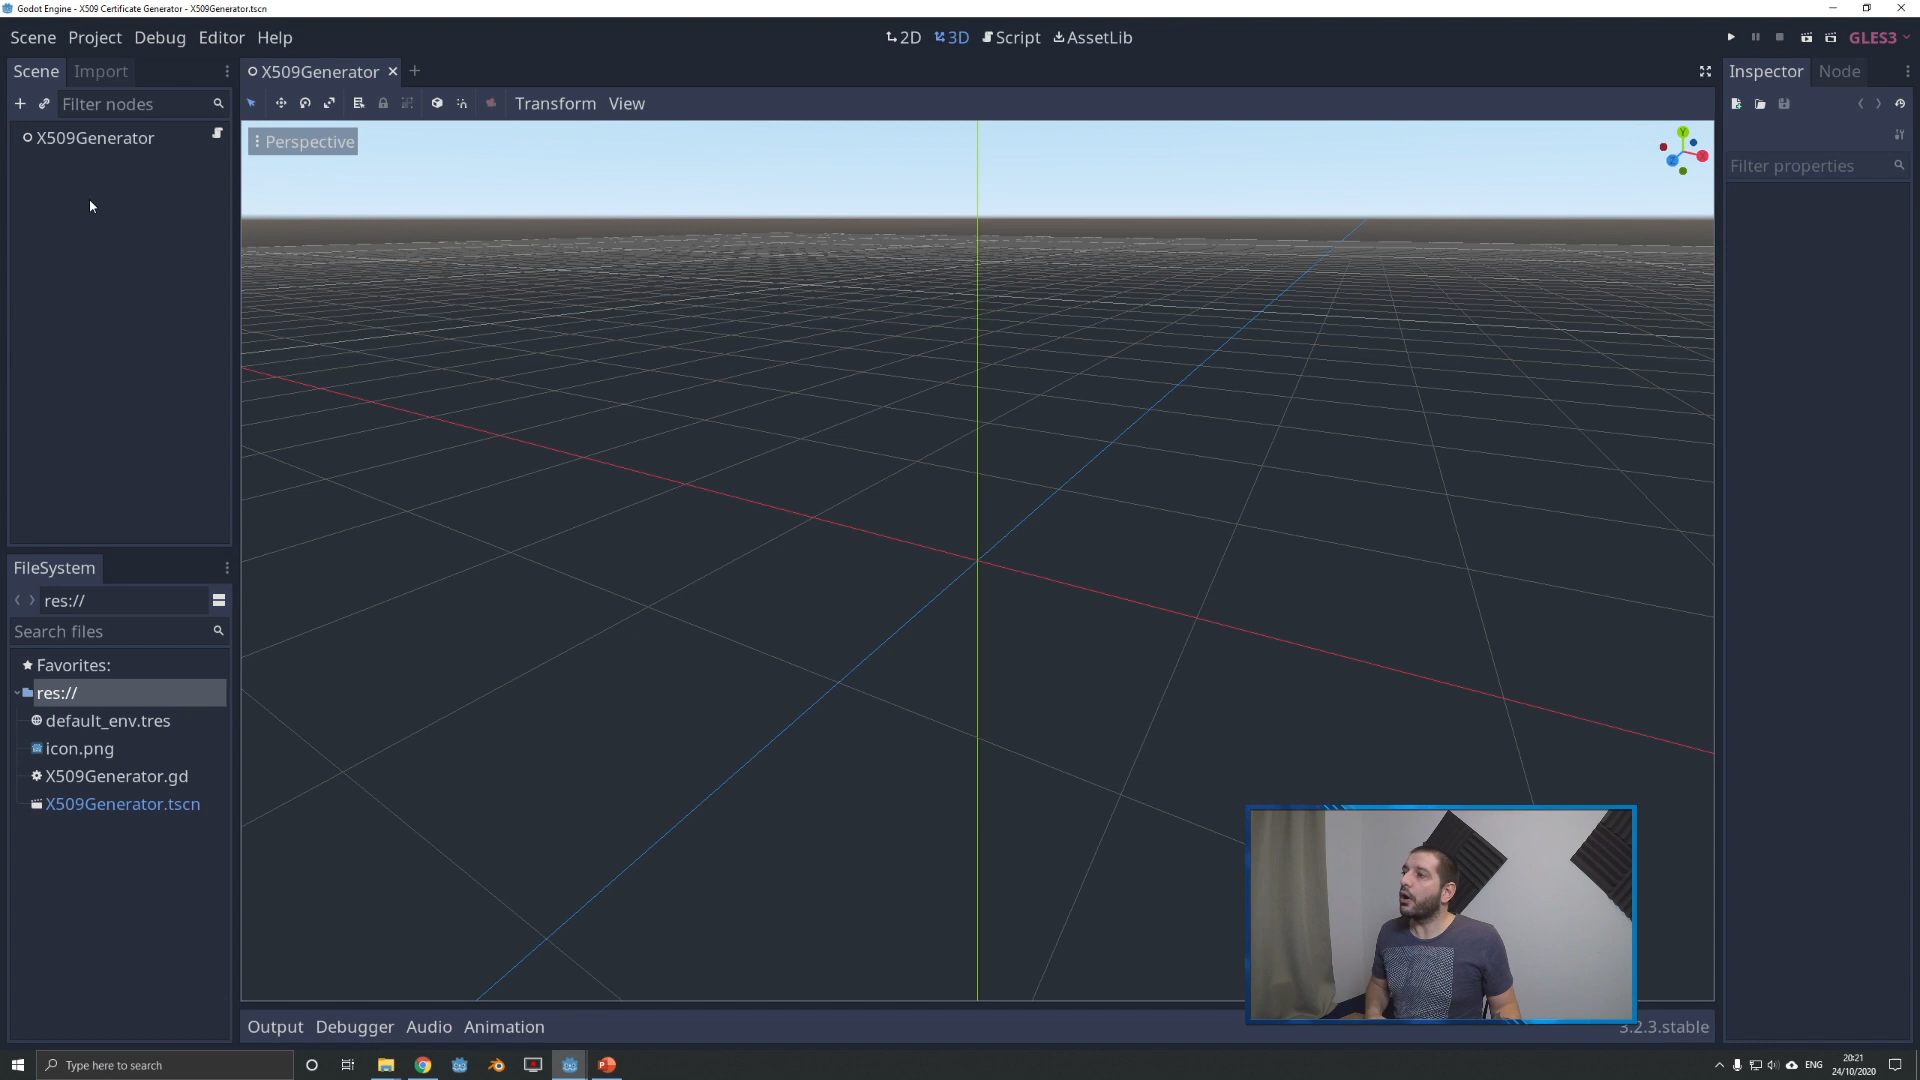 Godot Engine - X509 Certificate Generator - X509Generator.tscn
Scene Project Debug Editor Help
2D 3D Script AssetLib
GLES3
Scene Import
X509Generator
Inspector Node
Filter nodes
Transform View
X509Generator
Perspective
Y
X
Z
Filter properties
FileSystem
res://
Search files
Favorites:
res://
default_env.tres
icon.png
X509Generator.gd
X509Generator.tscn
Output Debugger Audio Animation
3.2.3.stable
Type here to search
ENG
20:21
24/10/2020